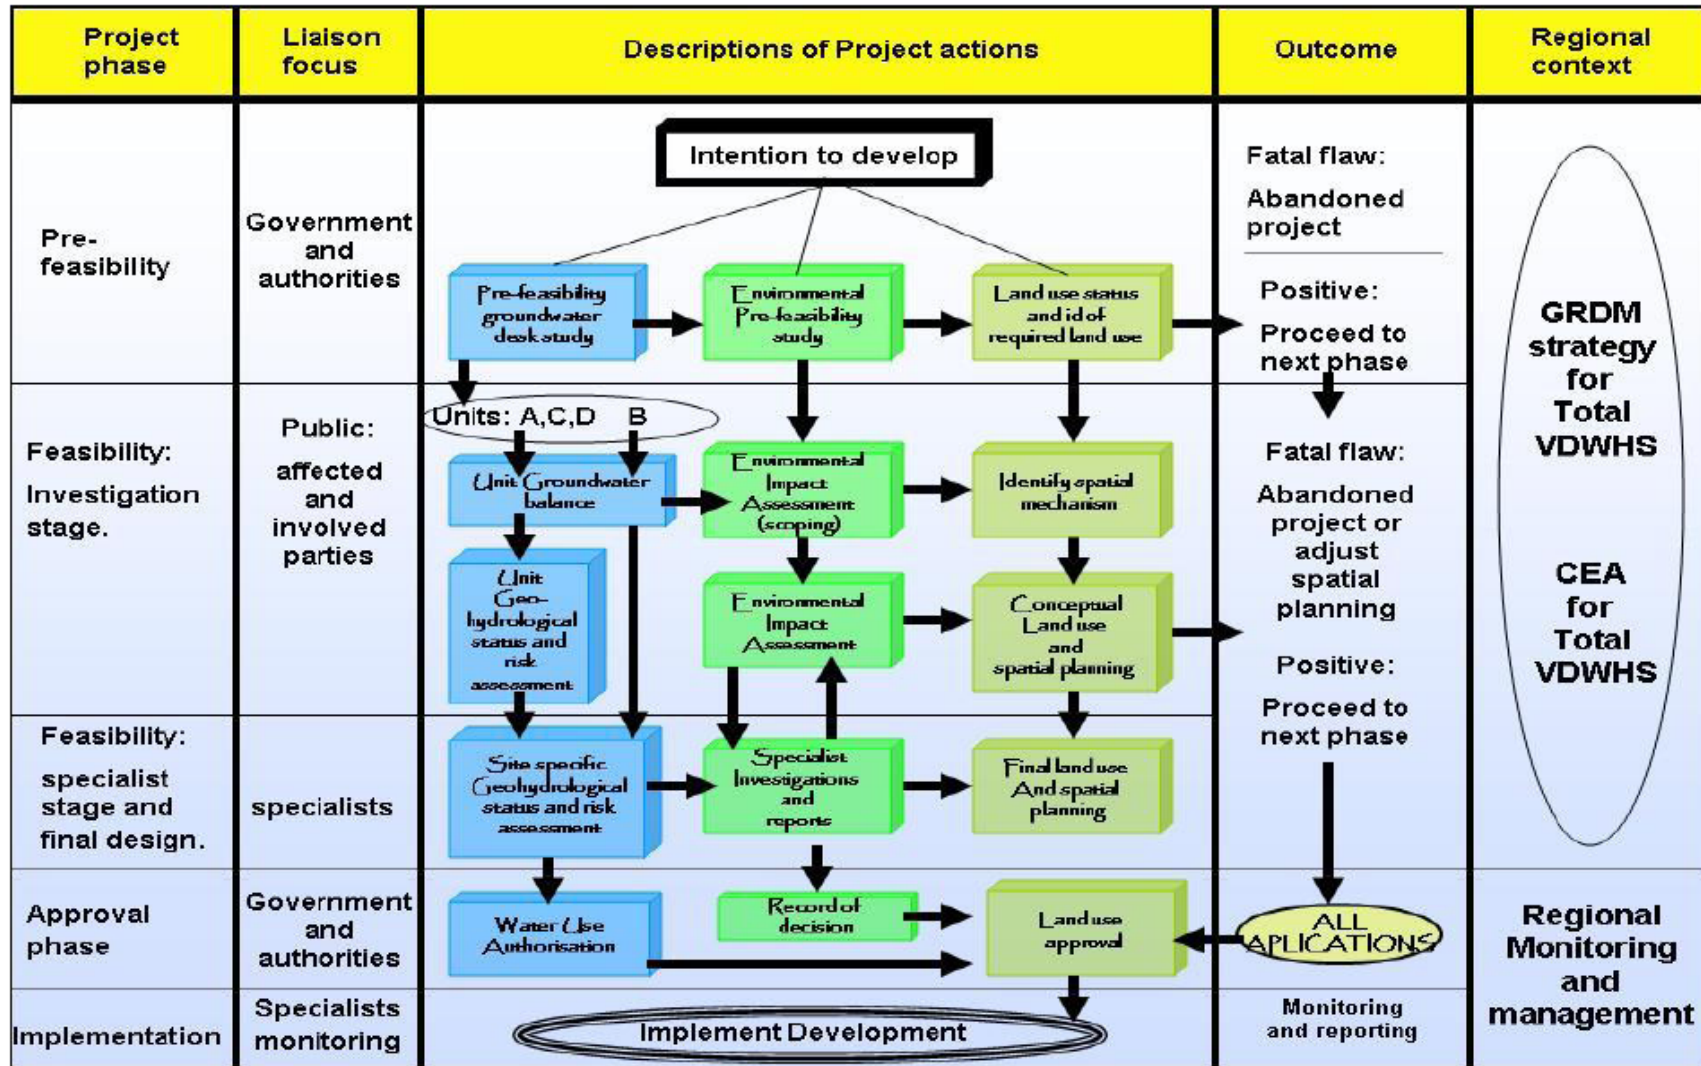 Project
phase
Liaison
focus
Descriptions of Project actions
Outcome
Regional
context
Pre-
feasibility
Government
and
authorities
Intention to develop
Pre-feasibility
groundwater
desk study
Environmental
Pre-feasibility
study
Land use status
and id of
required land use
Fatal flaw:
Abandoned
project
Positive:
Proceed to
next phase
GRDM
strategy
for
Total
VDWHS
CEA
for
Total
VDWHS
Feasibility:
Investigation
stage.
Public:
affected
and
involved
parties
Units: A,C,D B
Unit Groundwater
balance
Environmental
Impact
Assessment
(scoping)
Identify spatial
mechanism
Unit
Geo-
hydrological
status and
risk
assessment
Environmental
Impact
Assessment
Conceptual
Land use
and
spatial planning
Fatal flaw:
Abandoned
project or
adjust
spatial
planning
Positive:
Proceed to
next phase
Feasibility:
specialist
stage and
final design.
specialists
Site specific
Geohydrological
status and risk
assessment
Specialist
Investigations
and
reports
Final land use
And spatial
planning
Approval
phase
Government
and
authorities
Water Use
Authorisation
Record of
decision
Land use
approval
ALL
APLICATIONS
Regional
Monitoring
and
management
Implementation
Specialists
monitoring
Implement Development
Monitoring
and reporting